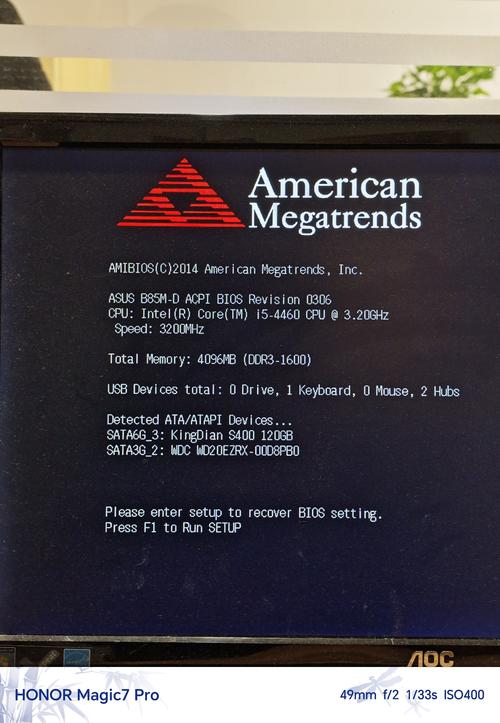 American
Megatrends
AMIBIOS(C)2014 American Megatrends, Inc.
ASUS B85M-D ACPI BIOS Revision 0306
CPU: Intel(R) Core(TM) i5-4460 CPU @ 3.20GHz
Speed: 3200MHz
Total Memory: 4096MB (DDR3-1600)
USB Devices total: 0 Drive, 1 Keyboard, 0 Mouse, 2 Hubs
Detected ATA/ATAPI Devices...
SATA6G_3: KingDian S400 120GB
SATA3G_2: WDC WD20EZRX-00D8PB0
Please enter setup to recover BIOS setting.
Press F1 to Run SETUP
AOC
HONOR Magic7 Pro
49mm f/2 1/33s ISO400